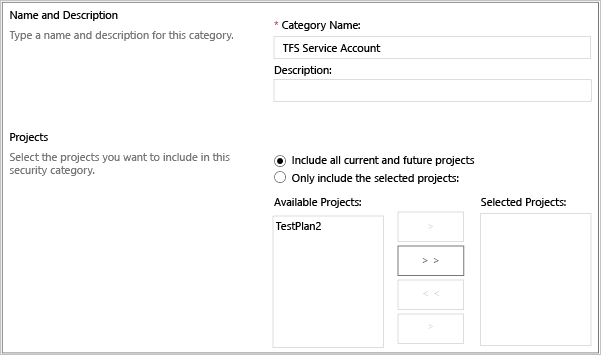 Name and Description
Type a name and description for this category.
* Category Name:
TFS Service Account
Description:
Projects
Select the projects you want to include in this
security category.
Include all current and future projects
Only include the selected projects:
Available Projects:
Selected Projects:
TestPlan2
>
> >
< <
>